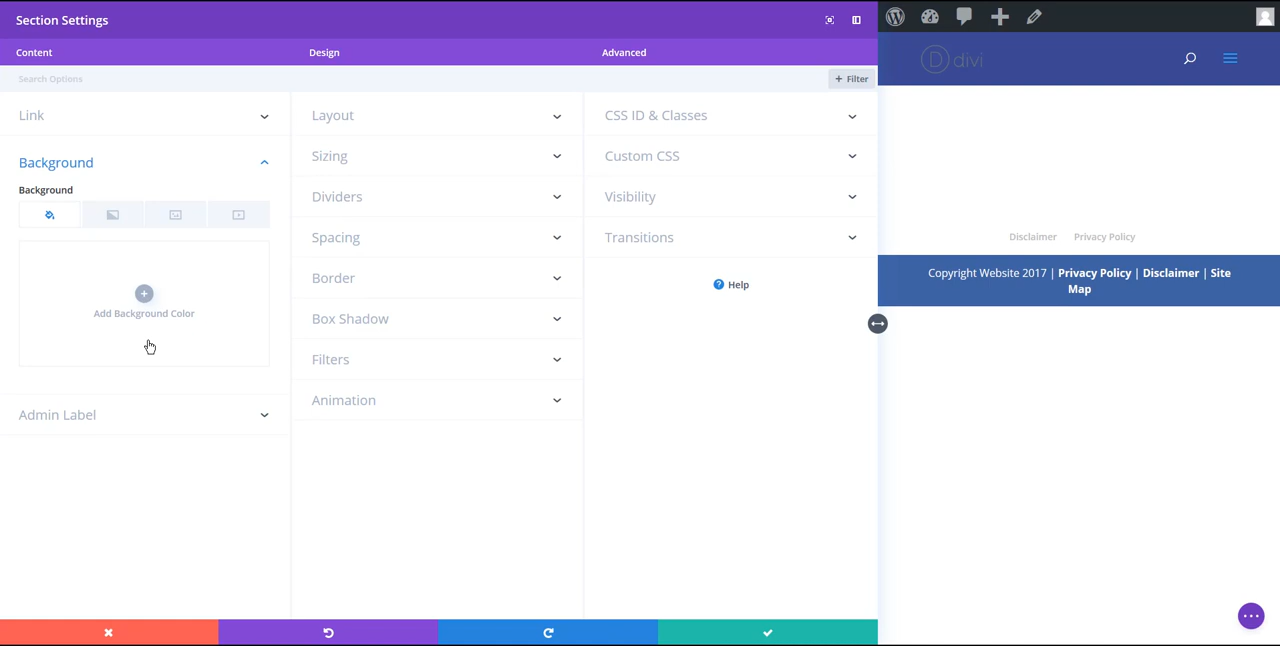 Section Settings
Content
Design
Advanced
Search Options
+ Filter
Link
Background
Background
Add Background Color
Admin Label
Layout
Sizing
Dividers
Spacing
Border
Box Shadow
Filters
Animation
CSS ID & Classes
Custom CSS
Visibility
Transitions
? Help
D divi
Disclaimer Privacy Policy
Copyright Website 2017 | Privacy Policy | Disclaimer | Site
Map